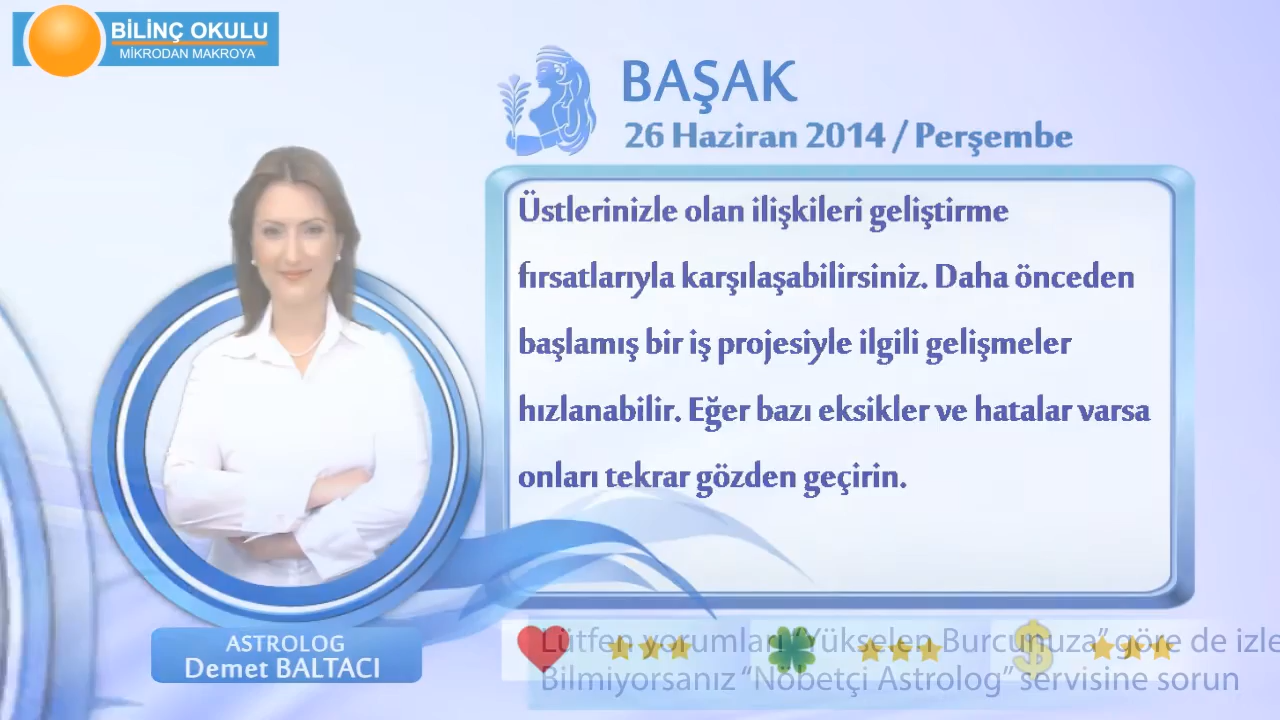 BİLİNÇ OKULU
MİKRODAN MAKROYA
BAŞAK
26 Haziran 2014 / Perşembe
Üstlerinizle olan ilişkileri geliştirme
fırsatlarıyla karşılaşabilirsiniz. Daha önceden
başlamış bir iş projesiyle ilgili gelişmeler
hızlanabilir. Eğer bazı eksikler ve hatalar varsa
onları tekrar gözden geçirin.
ASTROLOG
Demet BALTACI
Lütfen yorumları "Yükselen Burcunuza" göre de izle
Bilmiyorsanız "Nöbetçi Astrolog" servisine sorun